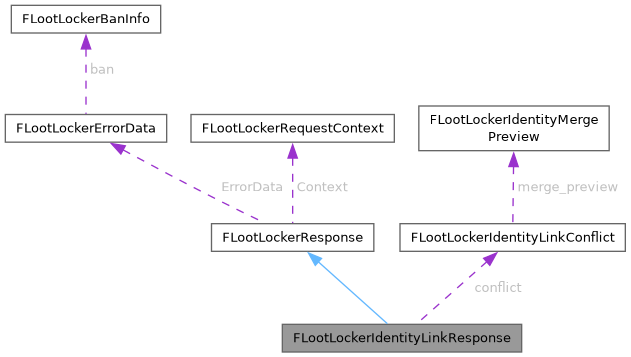 FLootLockerBanInfo
ban
FLootLockerErrorData
FLootLockerRequestContext
FLootLockerIdentityMerge
Preview
ErrorData
Context
merge_preview
FLootLockerResponse
FLootLockerIdentityLinkConflict
conflict
FLootLockerIdentityLinkResponse